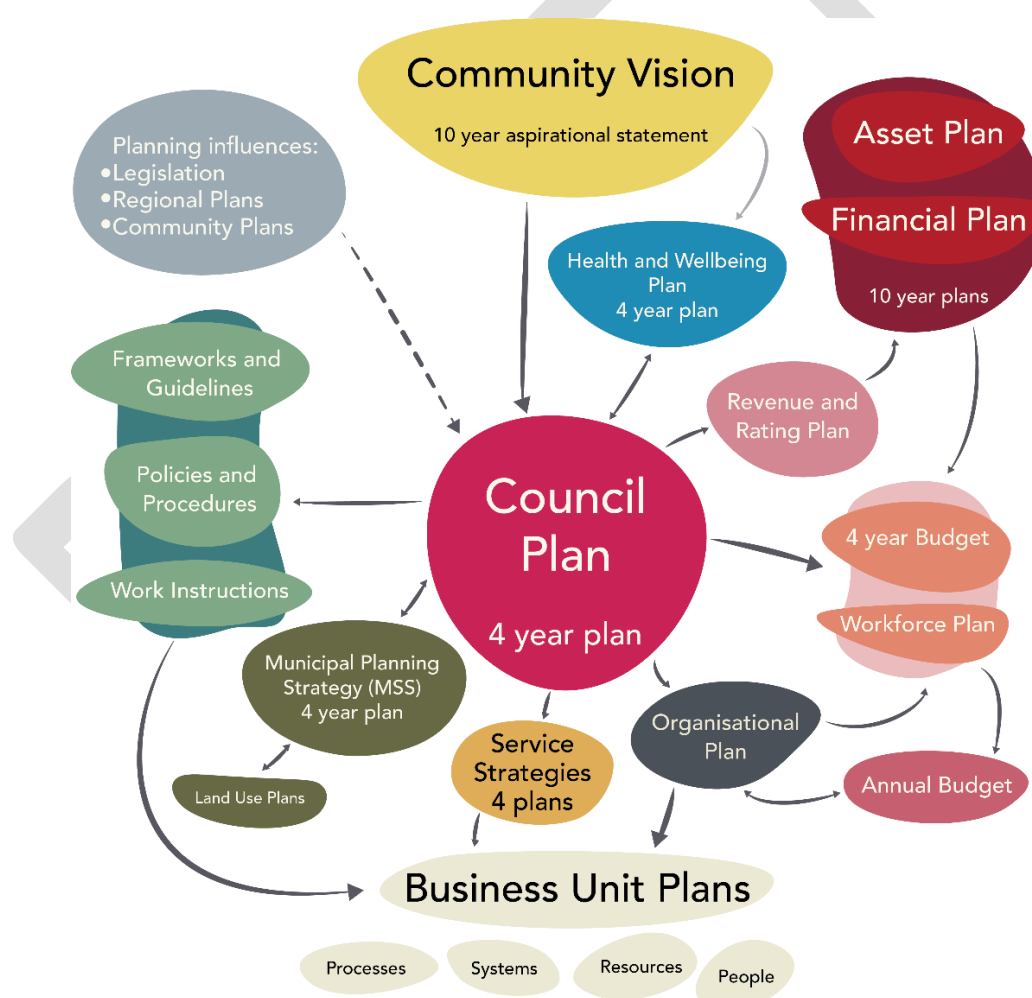 Community Vision
10 year aspirational statement
Planning influences:
•Legislation
•Regional Plans
•Community Plans
Asset Plan
Financial Plan
10 year plans
Health and Wellbeing
Plan
4 year plan
Frameworks and
Guidelines
Policies and
Procedures
Work Instructions
Revenue and
Rating Plan
Council
Plan
4 year plan
4 year Budget
Workforce Plan
Municipal Planning
Strategy (MSS)
4 year plan
Land Use Plans
Service
Strategies
4 plans
Organisational
Plan
Annual Budget
Business Unit Plans
Processes
Systems
Resources
People